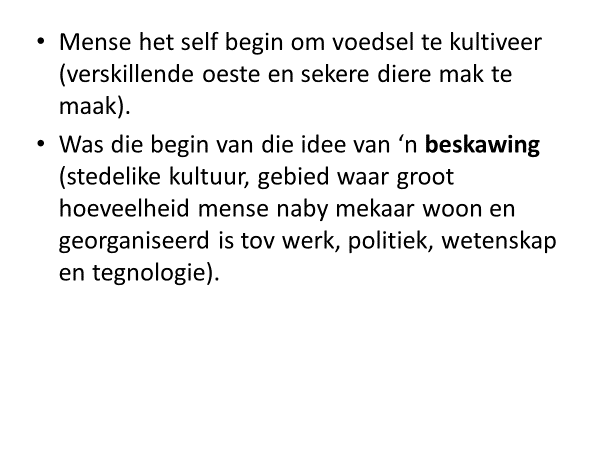 • Mense het self begin om voedsel te kultiveer
(verskillende oeste en sekere diere mak te
maak).
• Was die begin van die idee van ‘n beskawing
(stedelike kultuur, gebied waar groot
hoeveelheid mense naby mekaar woon en
georganiseerd is tov werk, politiek, wetenskap
en tegnologie).